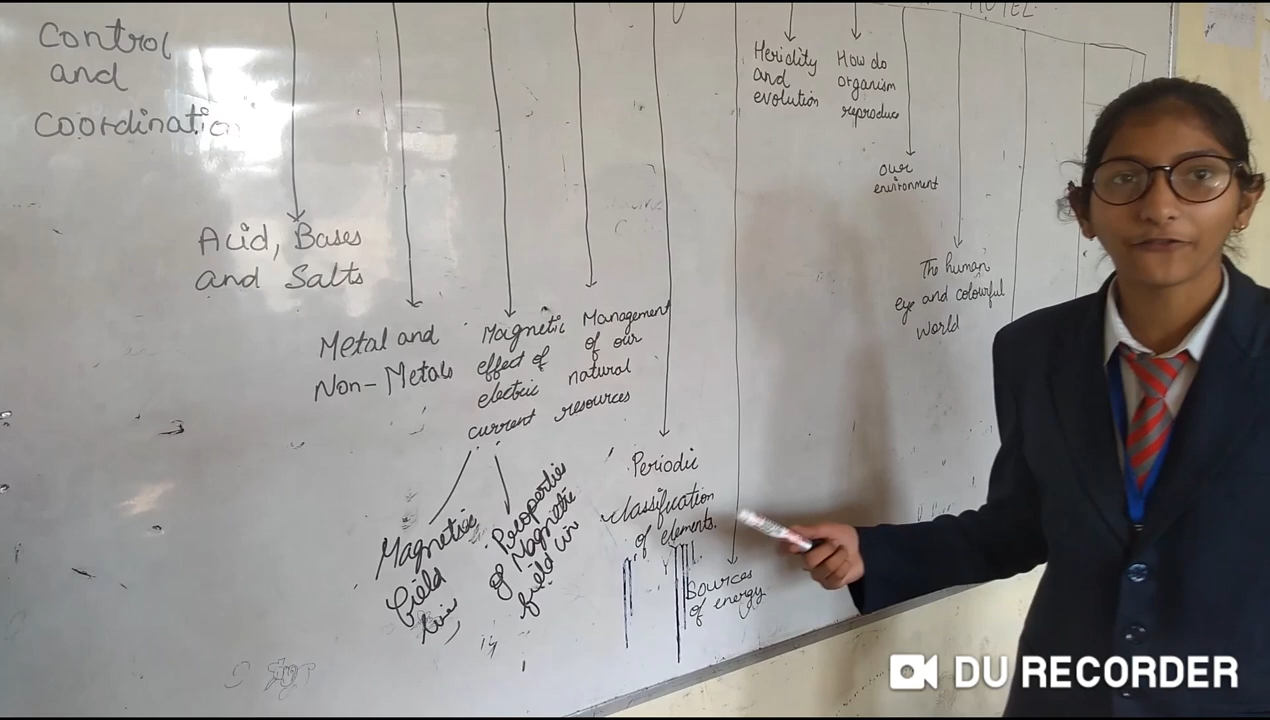 Control
and
Coordination
Acid, Bases
and Salts
Metal and
Non-Metals
Magnetic
effect of
electric
current
Management
of our
natural
resources
Magnetic
field
Preoperties
of Magnetic
field
Periodic
classification
of elements.
Sources
of energy
Heridity
and
evolution
How do
organism
reproduce
our
environment
The human
eye and colourful
world
DU RECORDER